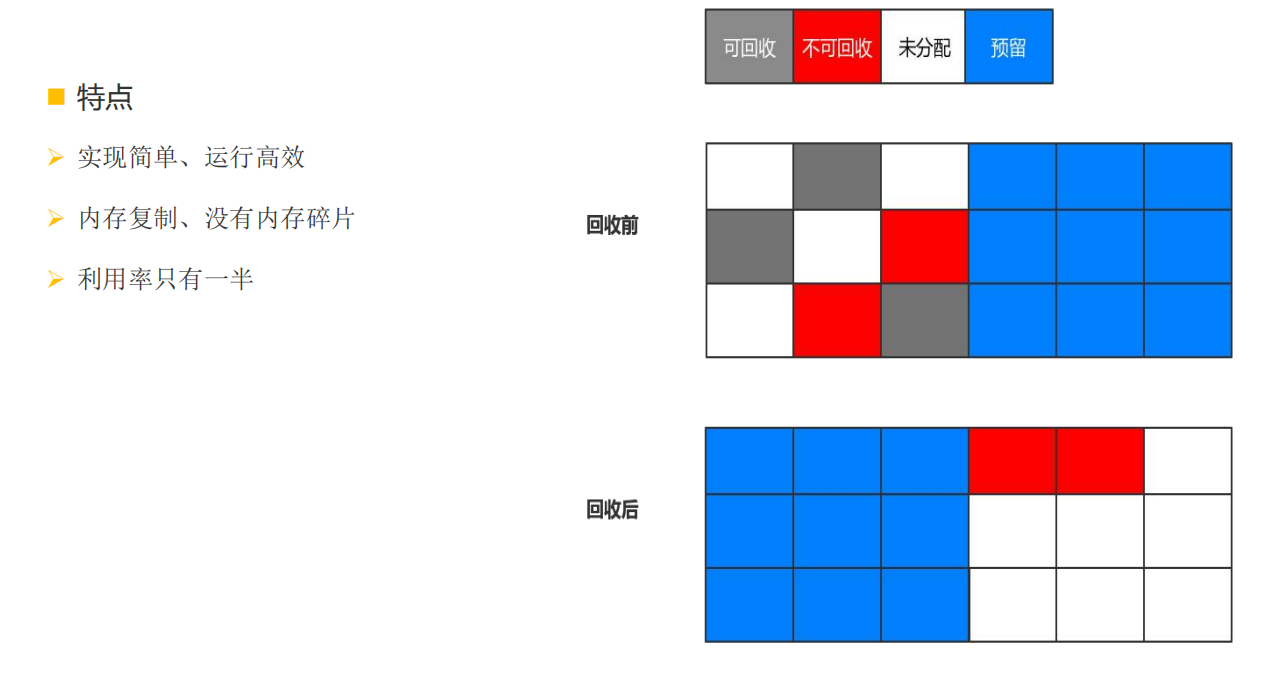 可回收 不可回收 未分配 预留
特点
实现简单、运行高效
内存复制、没有内存碎片
利用率只有一半
回收前
回收后